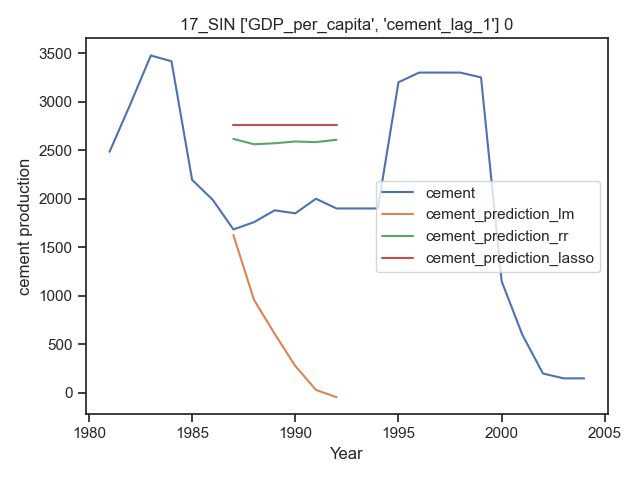 17_SIN ['GDP_per_capita', 'cement_lag_1'] 0
cement production
3500
3000
2500
2000
1500
1000
500
0
cement
cement_prediction_lm
cement_prediction_rr
cement_prediction_lasso
1980
1985
1990
1995
2000
2005
Year